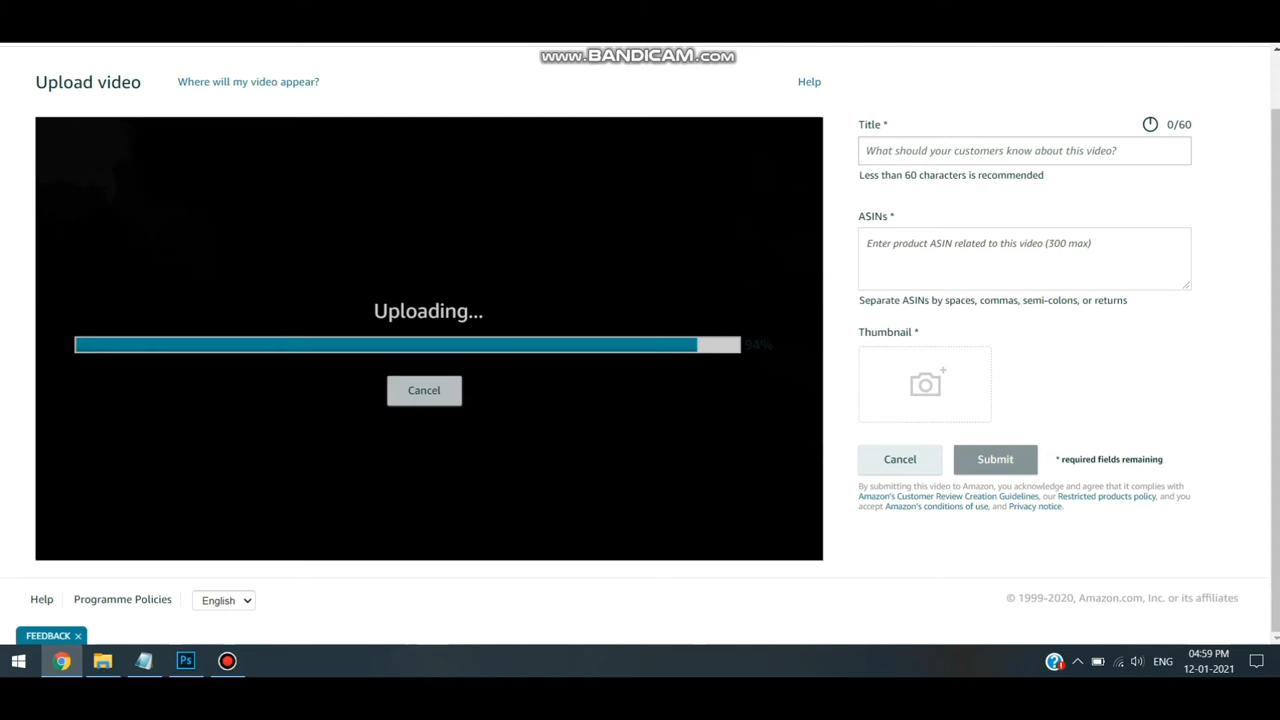 www.BANDICAM.com
Upload video
Where will my video appear?
Help
Uploading...
94%
Cancel
Title *
0/60
What should your customers know about this video?
Less than 60 characters is recommended
ASINs *
Enter product ASIN related to this video (300 max)
Separate ASINs by spaces, commas, semi-colons, or returns
Thumbnail *
Cancel
Submit
* required fields remaining
By submitting this video to Amazon, you acknowledge and agree that it complies with
Amazon's Customer Review Creation Guidelines, our Restricted products policy, and you
accept Amazon's conditions of use, and Privacy notice.
Help
Programme Policies
English
© 1999-2020, Amazon.com, Inc. or its affiliates
FEEDBACK ×
Ps
ENG
04:59 PM
12-01-2021